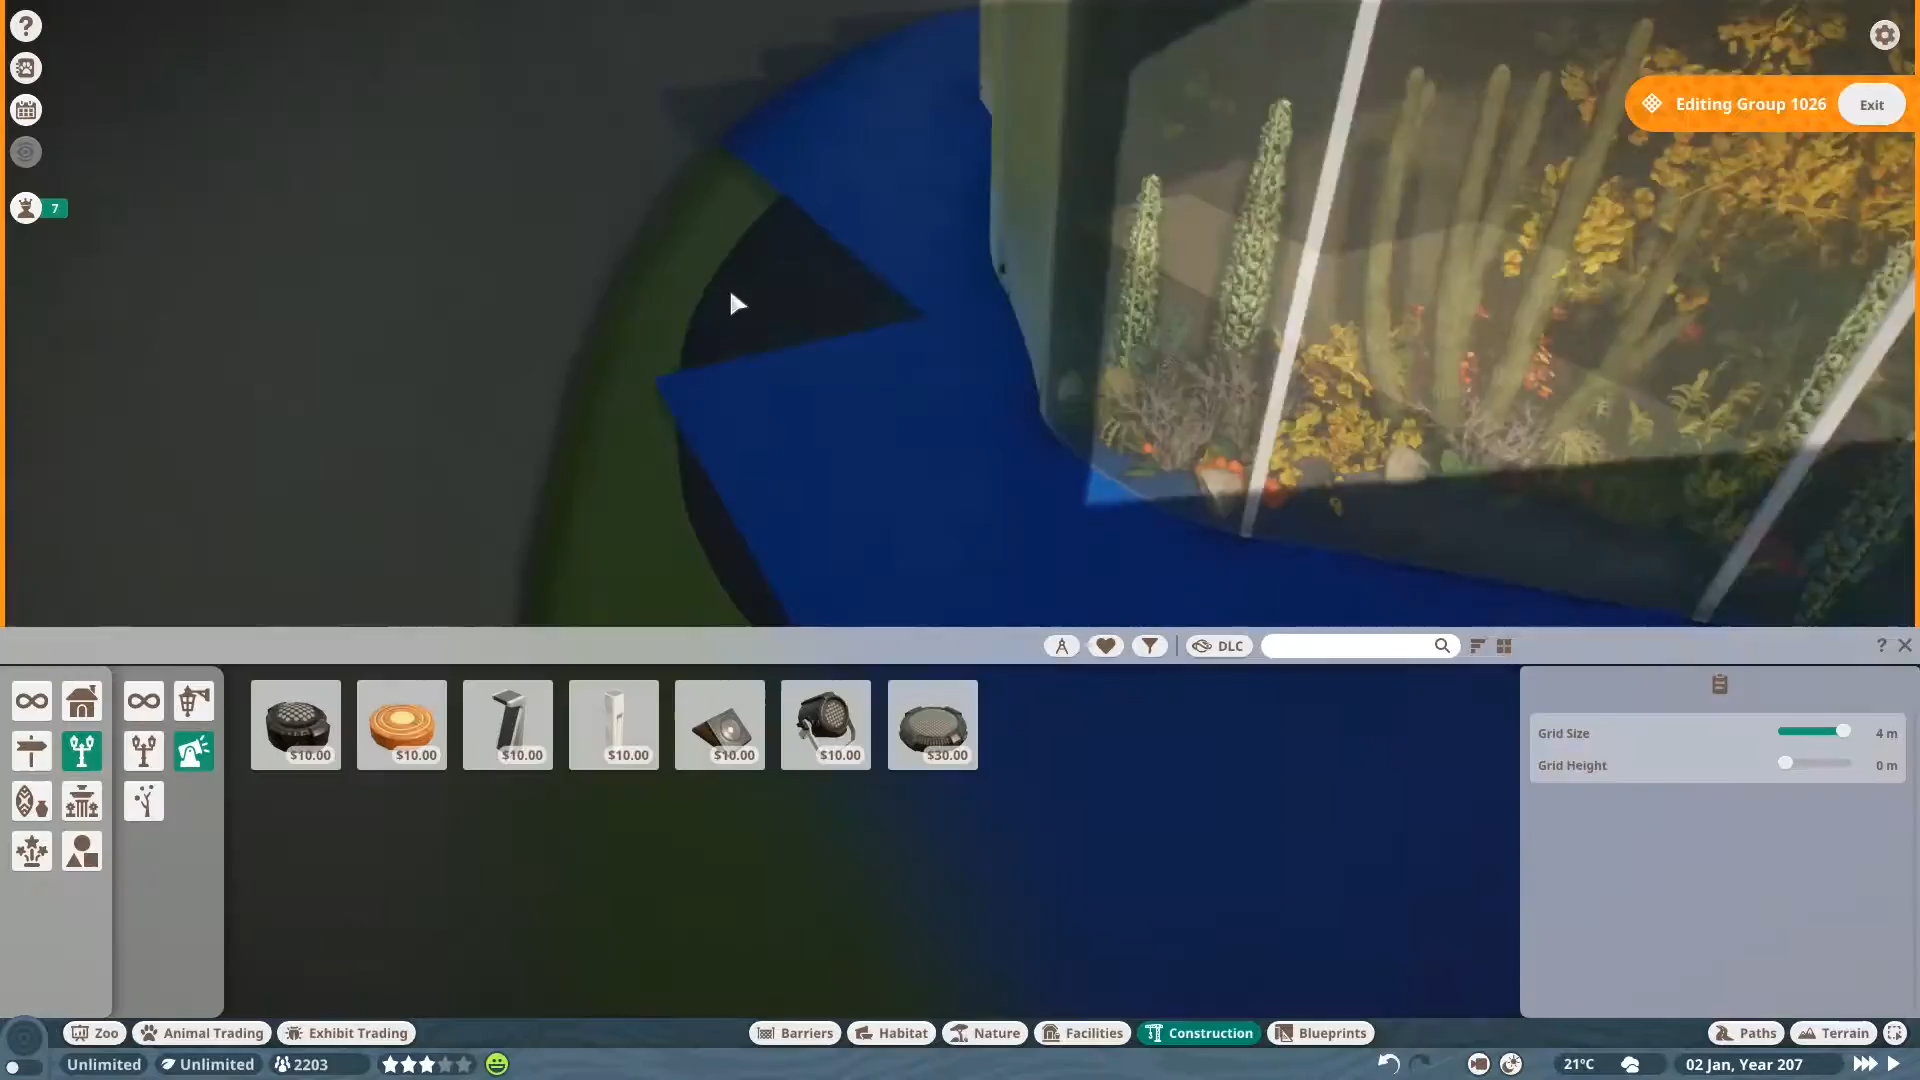 ?
Editing Group 1026 Exit
7
DLC
? 
$10.00 $10.00 $10.00 $10.00 $10.00 $10.00 $30.00
Grid Size 4 m
Grid Height 0 m
Zoo Animal Trading Exhibit Trading Barriers Habitat Nature Facilities Construction Blueprints Paths Terrain
Unlimited Unlimited 2203 21°C 02 Jan, Year 207